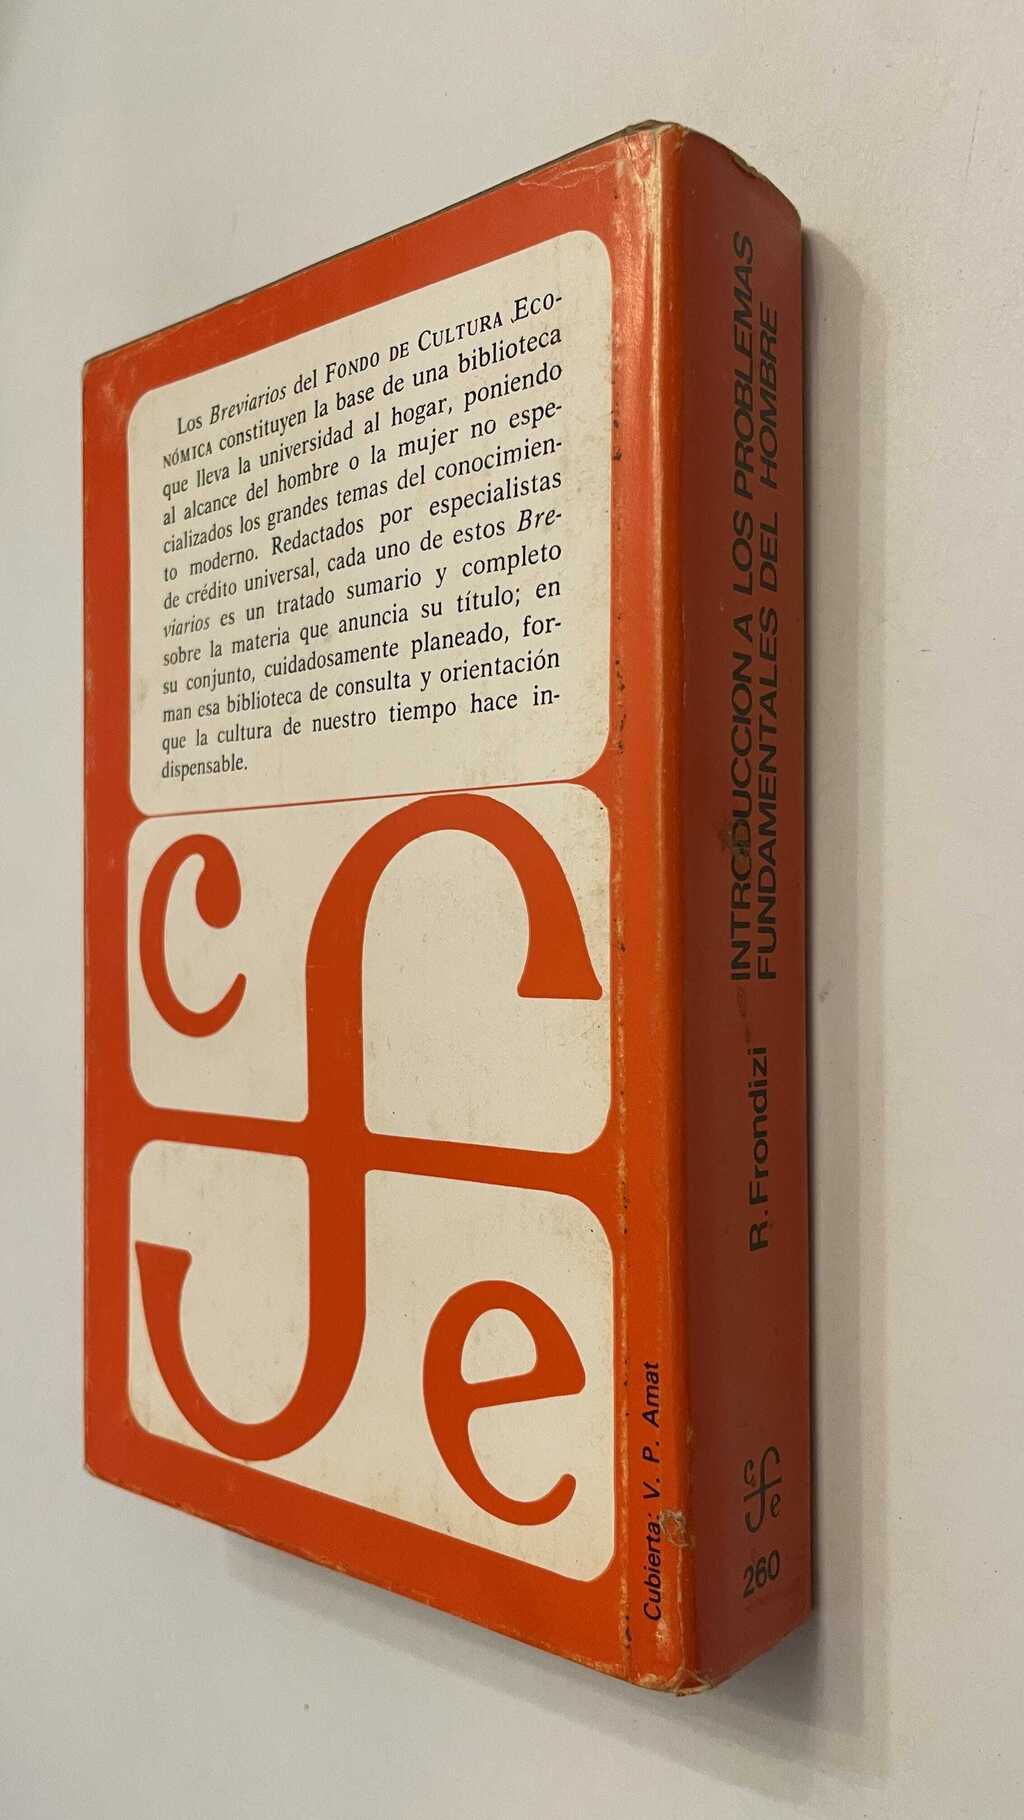 Los Breviarios del FONDO DE CULTURA ECO-
NÓMICA constituyen la base de una biblioteca
que lleva la universidad al hogar, poniendo
al alcance del hombre o la mujer no espe-
cializados los grandes temas del conocimien-
to moderno. Redactados por especialistas
de crédito universal, cada uno de estos Bre-
viarios es un tratado sumario y completo
sobre la materia que anuncia su título; en
su conjunto, cuidadosamente planeado, for-
man esa biblioteca de consulta y orientación
que la cultura de nuestro tiempo hace in-
dispensable.
c f
e
Cubierta: V. P. Amat
R. Frondizi
INTRODUCCION A LOS PROBLEMAS
FUNDAMENTALES DEL HOMBRE
c f e
260